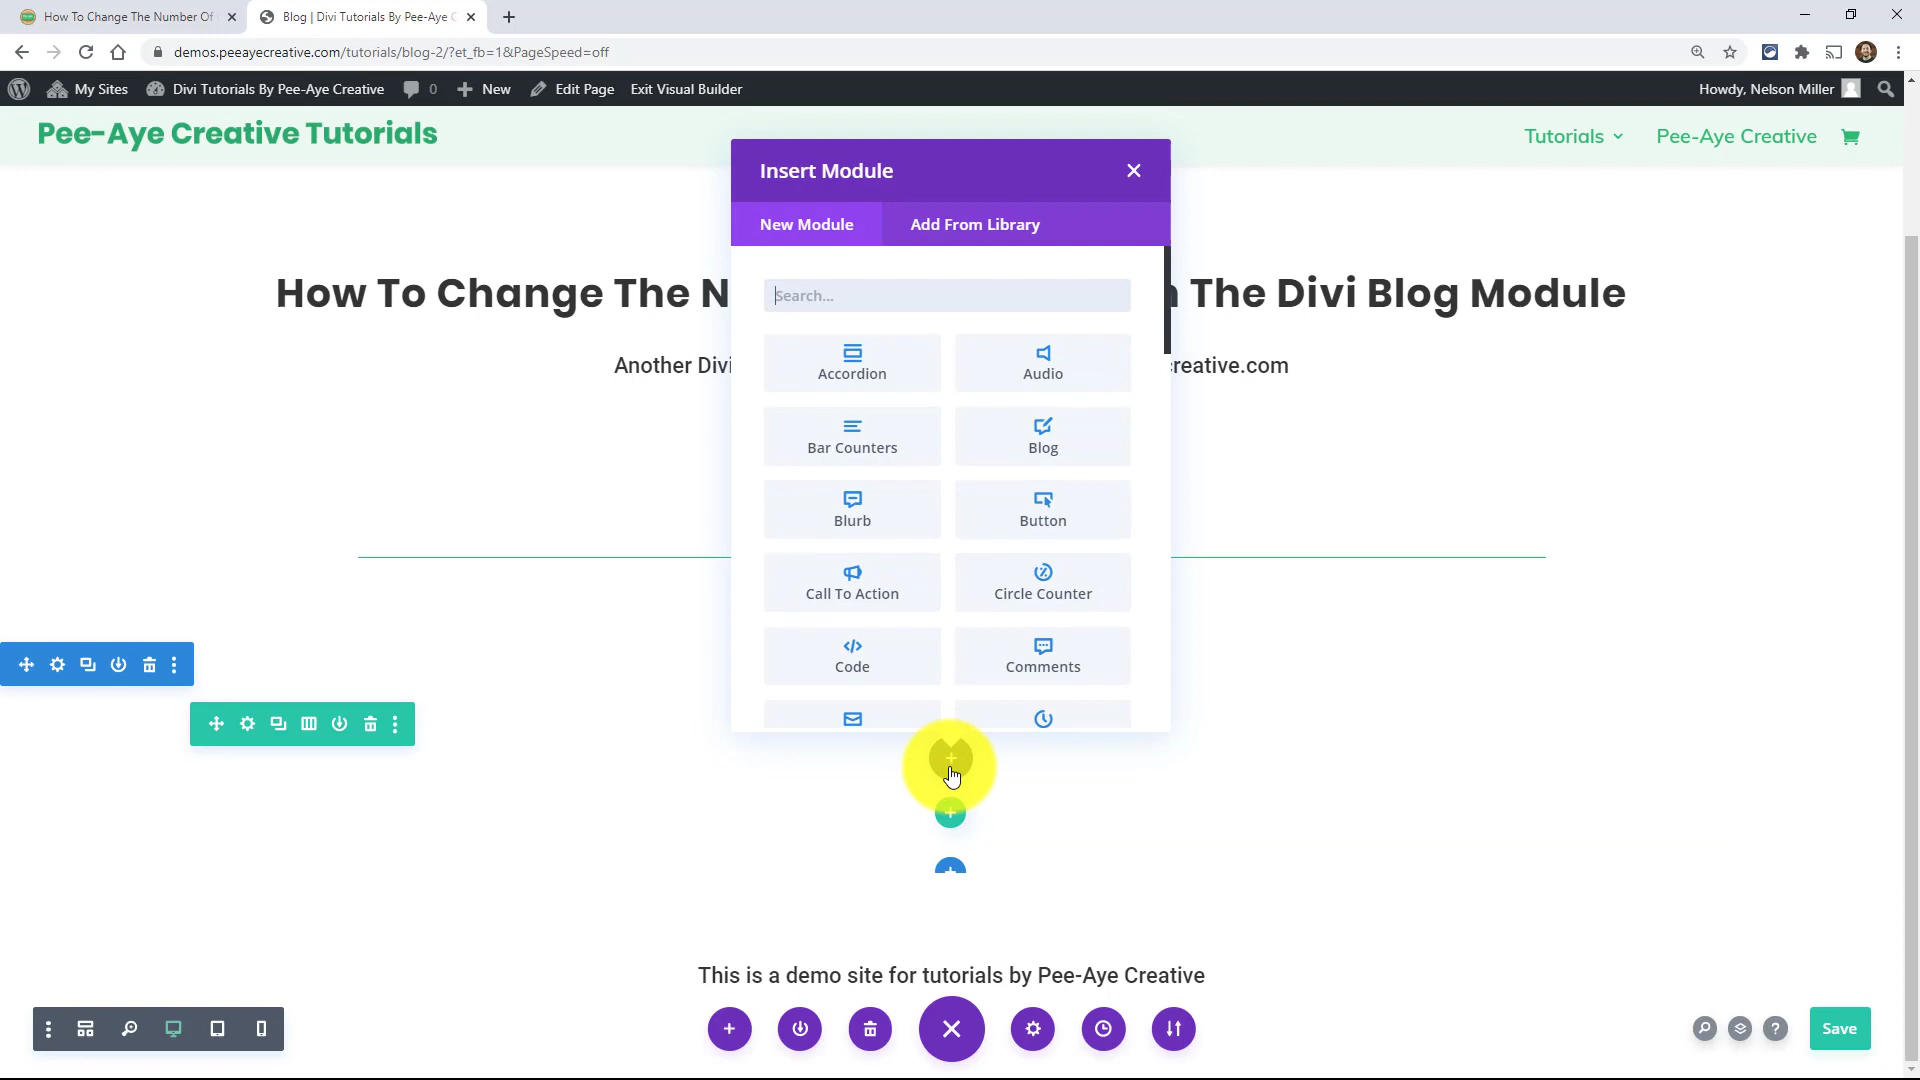 How To Change The Number Of
Blog | Divi Tutorials By Pee-Aye C
demos.peeayecreative.com/tutorials/blog-2/?et_fb=1&PageSpeed=off
My Sites
Divi Tutorials By Pee-Aye Creative
0
New
Edit Page
Exit Visual Builder
Howdy, Nelson Miller
Pee-Aye Creative Tutorials
Tutorials
Pee-Aye Creative
Insert Module
New Module
Add From Library
How To Change The N
The Divi Blog Module
Search...
Another Divi
reative.com
Accordion
Audio
Bar Counters
Blog
Blurb
Button
Call To Action
Circle Counter
Code
Comments
This is a demo site for tutorials by Pee-Aye Creative
Save